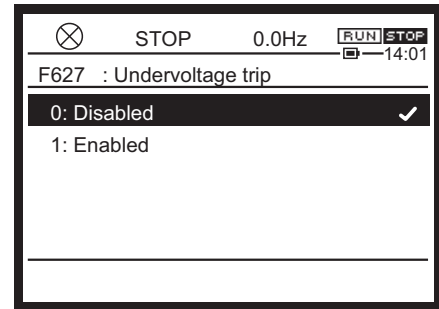 STOP 0.0Hz RUN STOP
14:01
F627 : Undervoltage trip
0: Disabled
1: Enabled